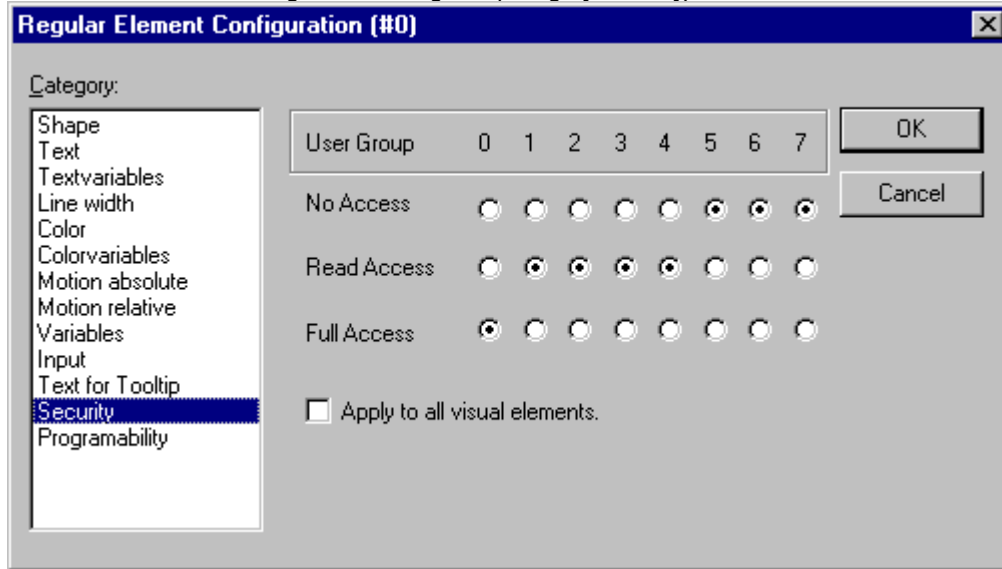 Regular Element Configuration (#0)
Category:
Shape
Text
Textvariables
Line width
Color
Colorvariables
Motion absolute
Motion relative
Variables
Input
Text for Tooltip
Security
Programability
User Group 0 1 2 3 4 5 6 7
No Access
Read Access
Full Access
Apply to all visual elements.
OK
Cancel